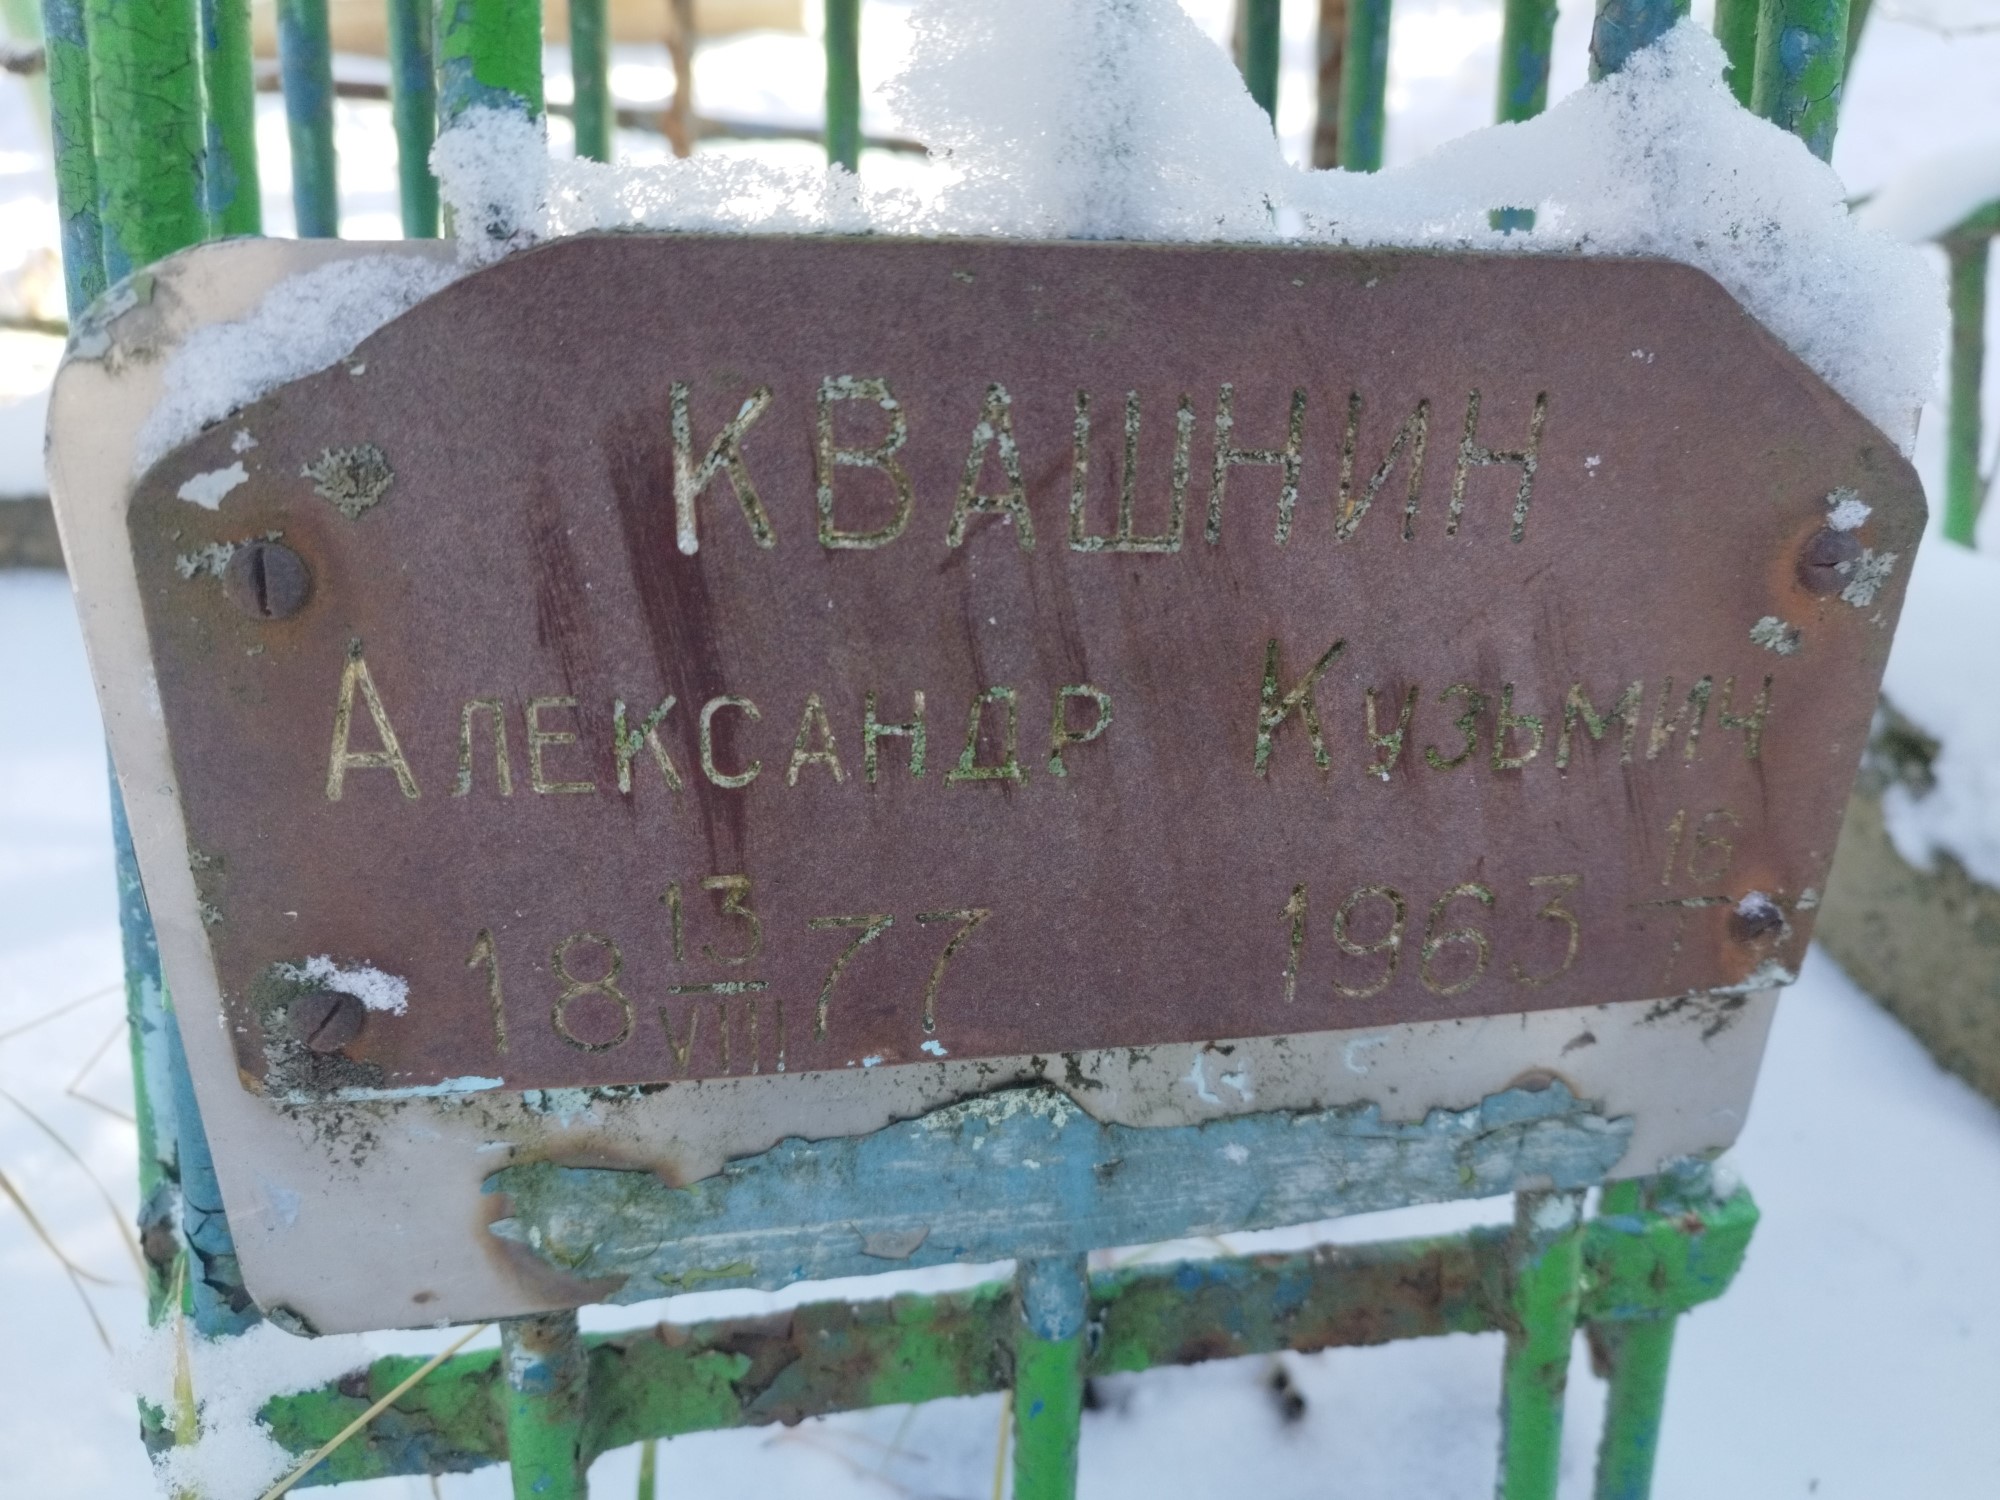 КВАШНИН
Александр Кузьмич
18 13/VIII 77 1963 16/I